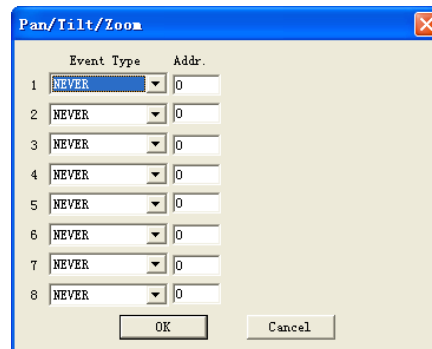 Pan/Tilt/Zoom
Event Type Addr.
1 NEVER 0
2 NEVER 0
3 NEVER 0
4 NEVER 0
5 NEVER 0
6 NEVER 0
7 NEVER 0
8 NEVER 0
OK Cancel